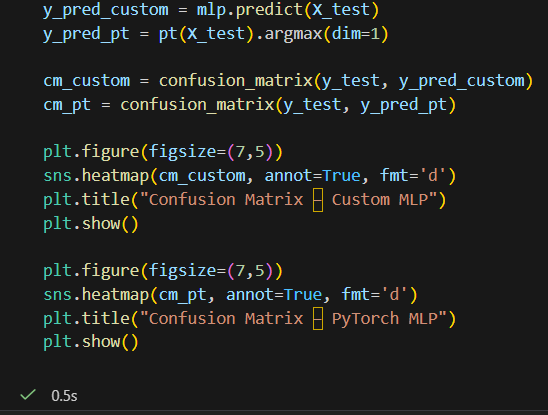 y_pred_custom = mlp.predict(X_test)
y_pred_pt = pt(X_test).argmax(dim=1)
cm_custom = confusion_matrix(y_test, y_pred_custom)
cm_pt = confusion_matrix(y_test, y_pred_pt)
plt.figure(figsize=(7,5))
sns.heatmap(cm_custom, annot=True, fmt='d')
plt.title("Confusion Matrix – Custom MLP")
plt.show()
plt.figure(figsize=(7,5))
sns.heatmap(cm_pt, annot=True, fmt='d')
plt.title("Confusion Matrix – PyTorch MLP")
plt.show()
0.5s